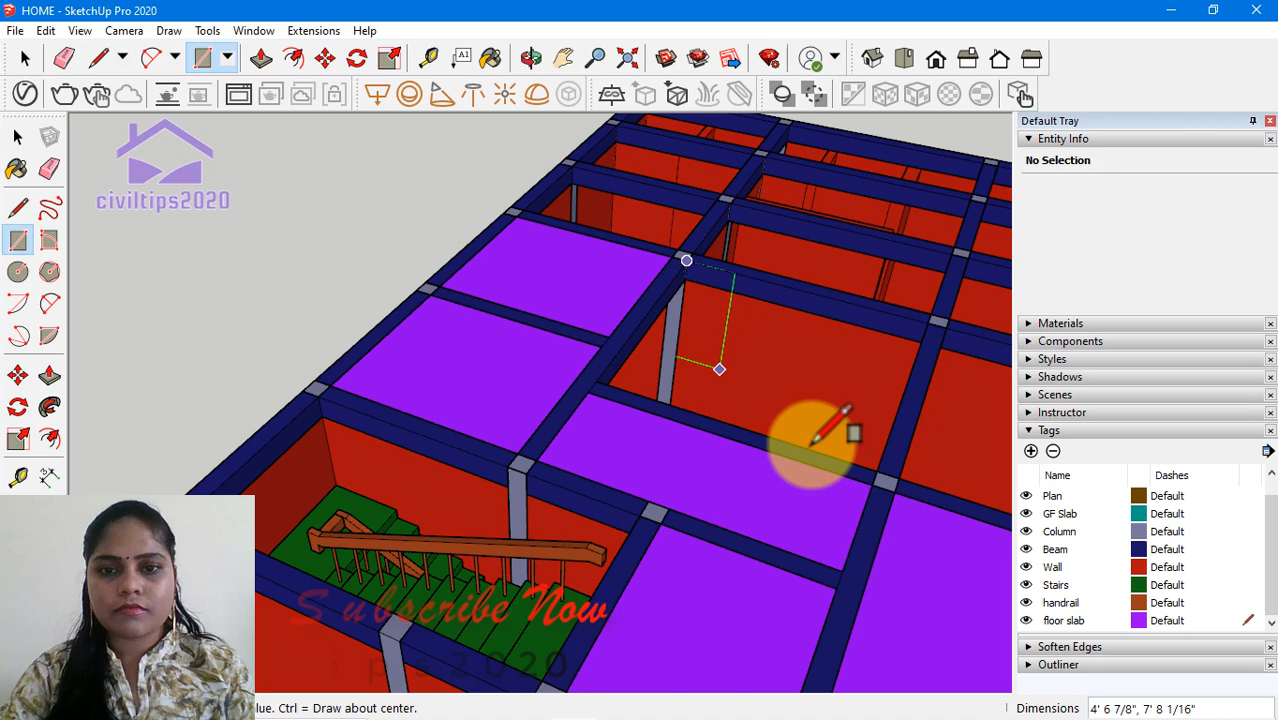 HOME - SketchUp Pro 2020
File Edit View Camera Draw Tools Window Extensions Help
A1
Default Tray
Entity Info
No Selection
civiltips2020
Materials
Components
Styles
Shadows
Scenes
Instructor
Tags
Name Dashes
Plan Default
GF Slab Default
Column Default
Beam Default
Wall Default
Stairs Default
handrail Default
floor slab Default
Subscribe Now
ips2020
Soften Edges
Outliner
lue. Ctrl = Draw about center.
Dimensions 4' 6 7/8", 7' 8 1/16"